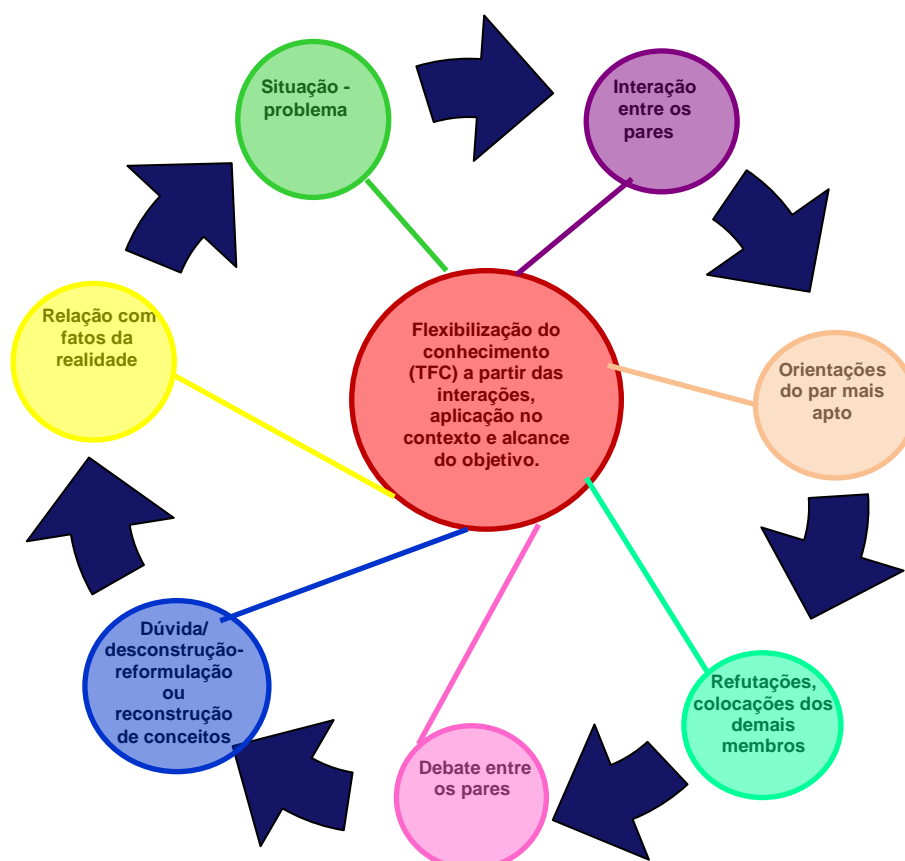 Situação -
problema
Interação
entre os
pares
Orientações
do par mais
apto
Refutações,
colocações dos
demais
membros
Debate entre
os pares
Dúvida/
desconstrução-
reformulação
ou
reconstrução
de conceitos
Relação com
fatos da
realidade
Flexibilização do
conhecimento
(TFC) a partir das
interações,
aplicação no
contexto e alcance
do objetivo.